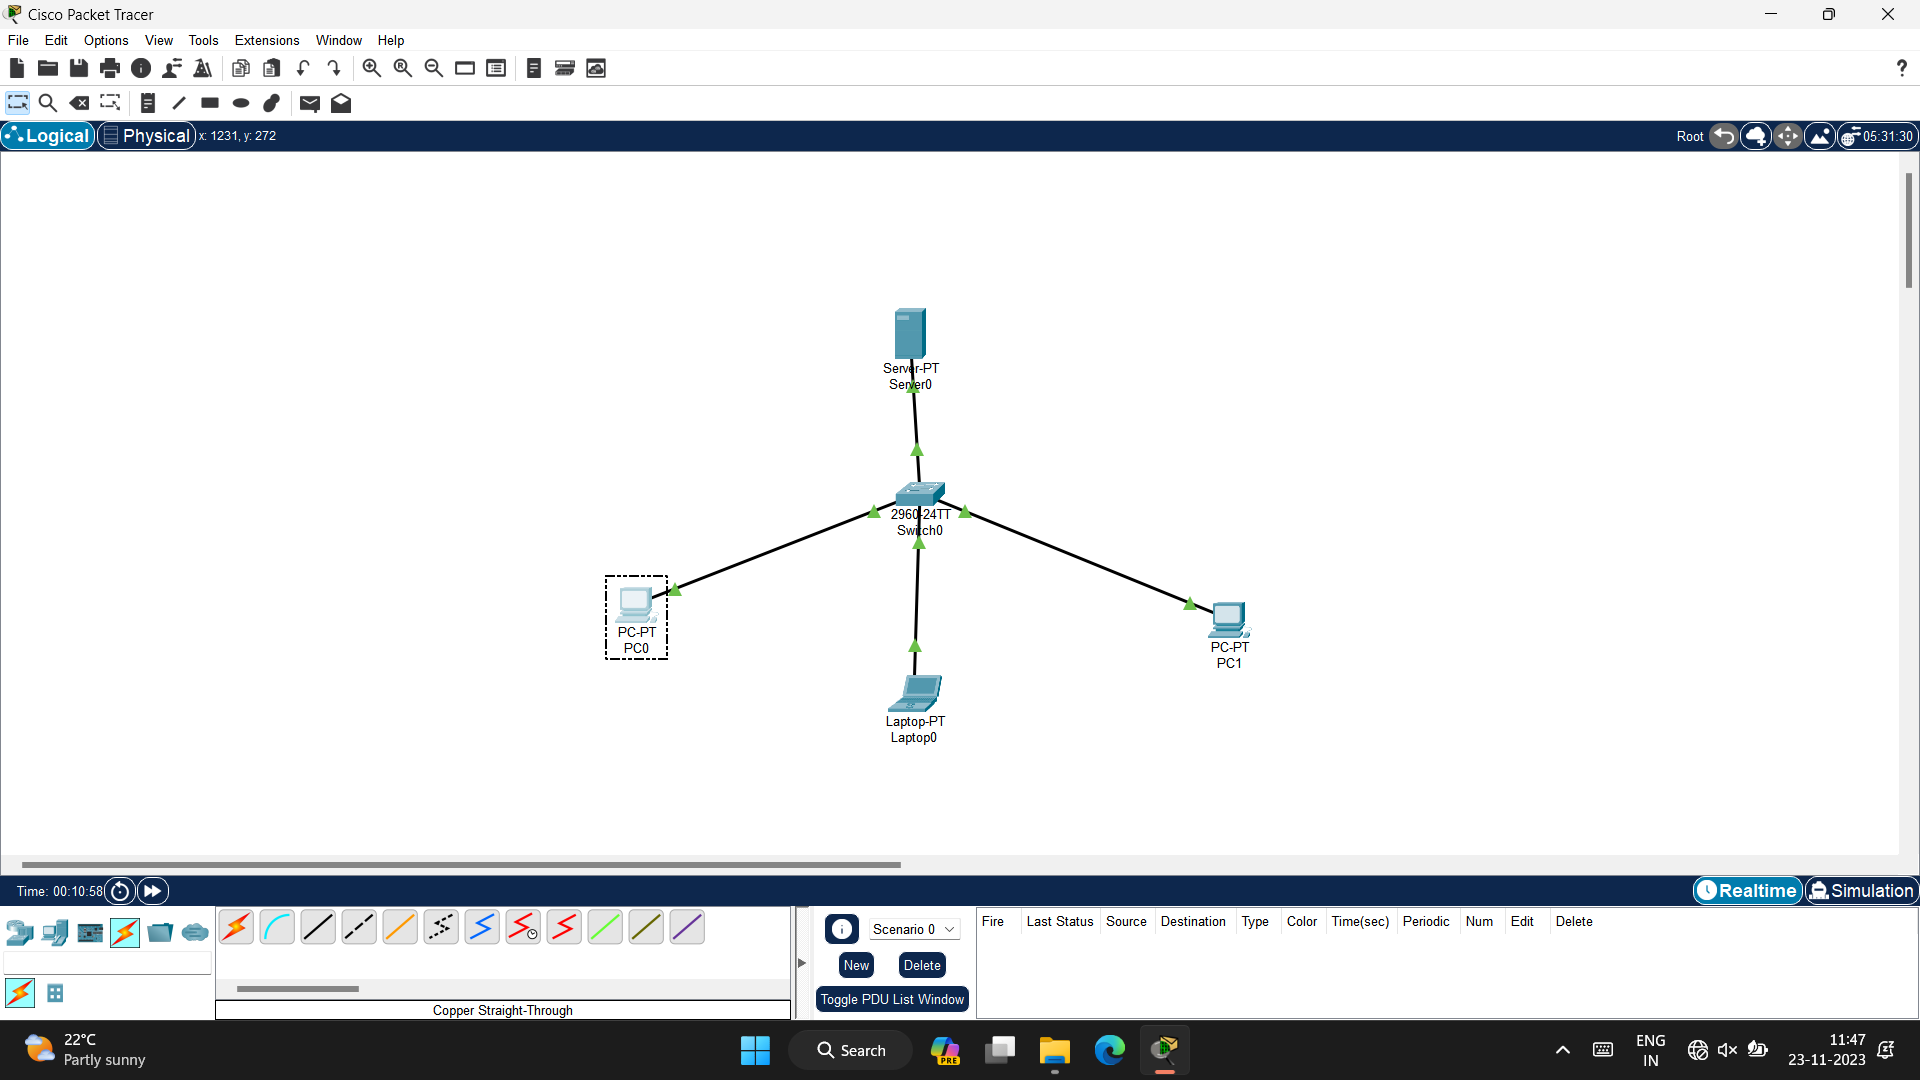 Cisco Packet Tracer
File Edit Options View Tools Extensions Window Help
?
Logical Physical x: 1231, y: 272 Root 05:31:30
Server-PT
Server0
2960-24TT
Switch0
PC-PT
PC0
PC-PT
PC1
Laptop-PT
Laptop0
Time: 00:10:58 Realtime Simulation
Scenario 0
New Delete
Toggle PDU List Window
Fire Last Status Source Destination Type Color Time(sec) Periodic Num Edit Delete
Copper Straight-Through
22°C
Partly sunny
Search
PRE
ENG
IN
11:47
23-11-2023